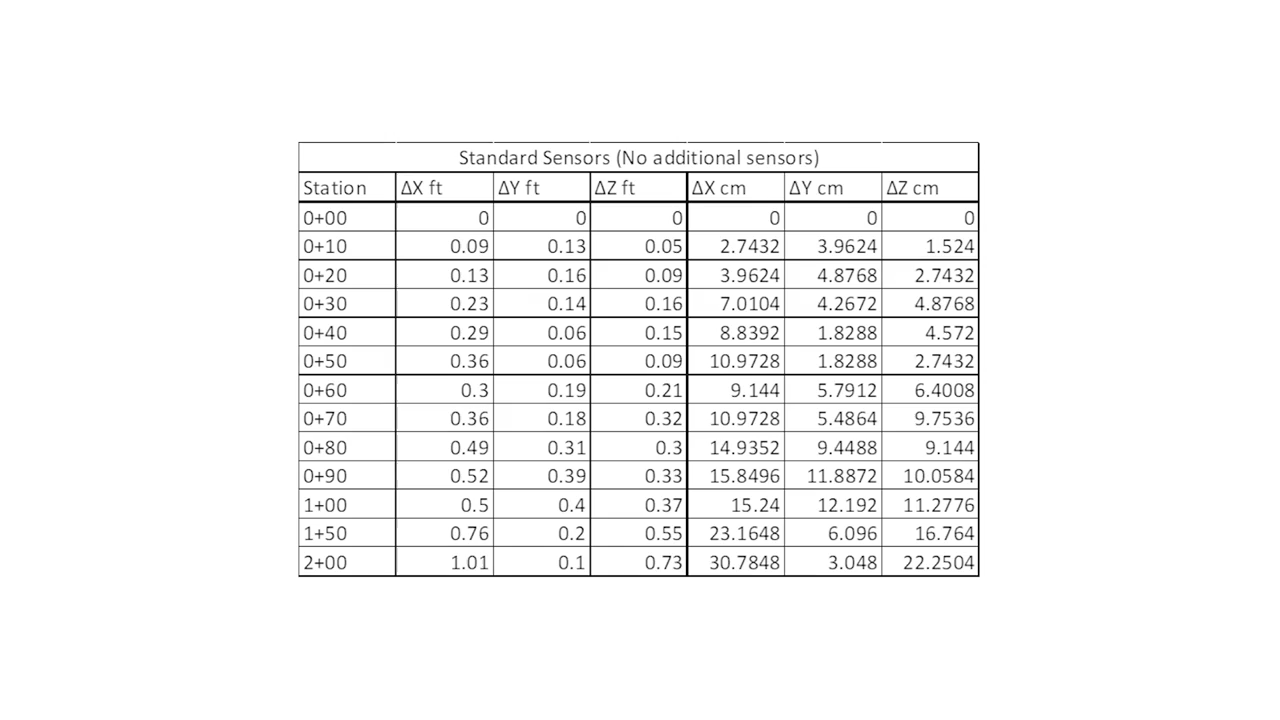 Standard Sensors (No additional sensors)
Station ΔX ft ΔY ft ΔZ ft ΔX cm ΔY cm ΔZ cm
0+00 0 0 0 0 0 0
0+10 0.09 0.13 0.05 2.7432 3.9624 1.524
0+20 0.13 0.16 0.09 3.9624 4.8768 2.7432
0+30 0.23 0.14 0.16 7.0104 4.2672 4.8768
0+40 0.29 0.06 0.15 8.8392 1.8288 4.572
0+50 0.36 0.06 0.09 10.9728 1.8288 2.7432
0+60 0.3 0.19 0.21 9.144 5.7912 6.4008
0+70 0.36 0.18 0.32 10.9728 5.4864 9.7536
0+80 0.49 0.31 0.3 14.9352 9.4488 9.144
0+90 0.52 0.39 0.33 15.8496 11.8872 10.0584
1+00 0.5 0.4 0.37 15.24 12.192 11.2776
1+50 0.76 0.2 0.55 23.1648 6.096 16.764
2+00 1.01 0.1 0.73 30.7848 3.048 22.2504